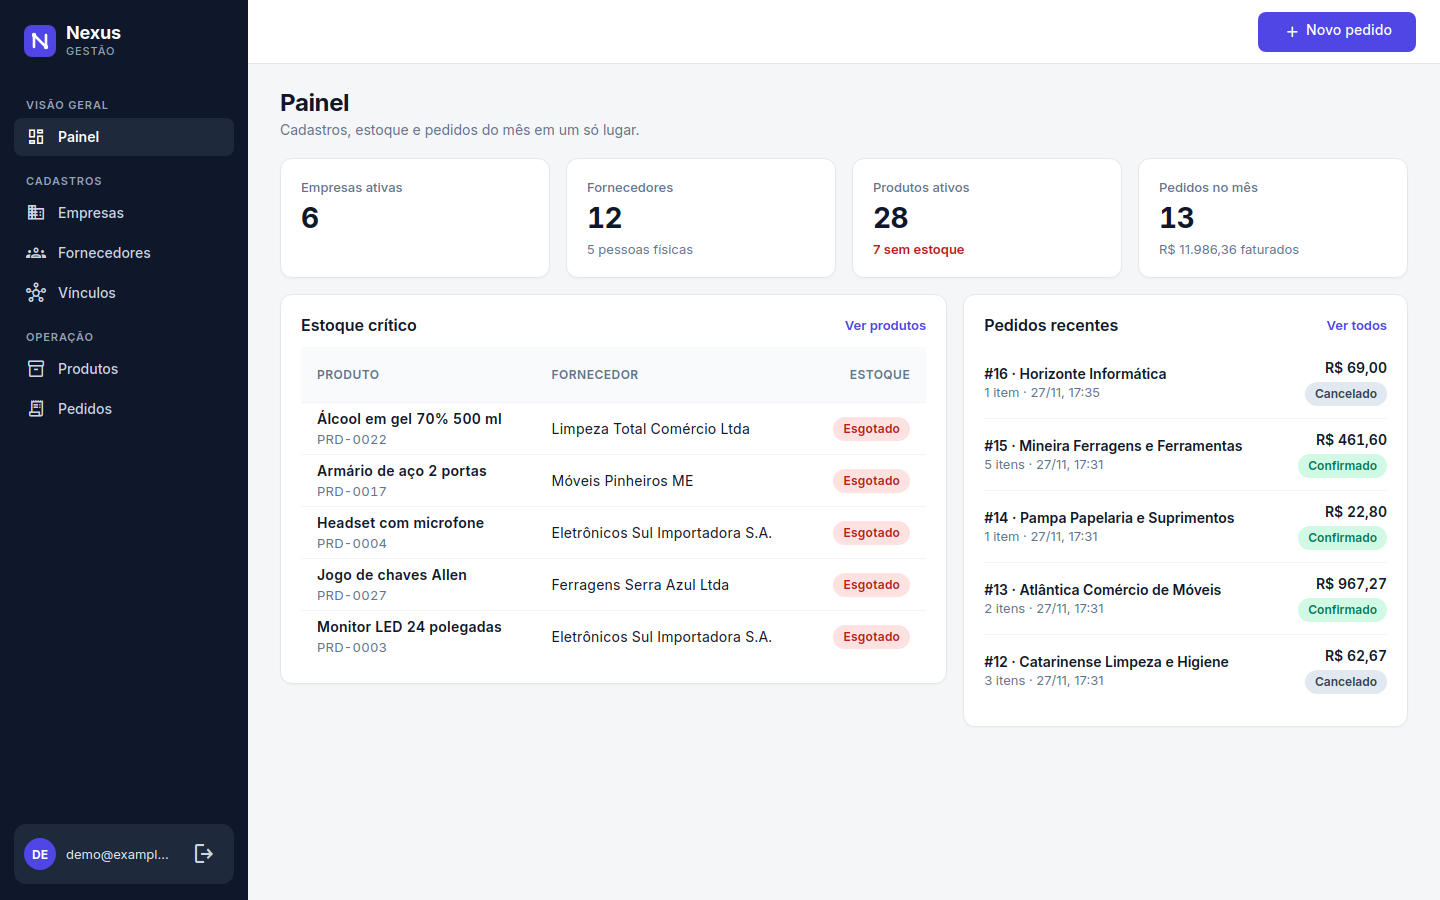 Nexus
GESTÃO
VISÃO GERAL
Painel
CADASTROS
Empresas
Fornecedores
Vínculos
OPERAÇÃO
Produtos
Pedidos
DE
demo@exampl...
+ Novo pedido
Painel
Cadastros, estoque e pedidos do mês em um só lugar.
Empresas ativas
6
Fornecedores
12
5 pessoas físicas
Produtos ativos
28
7 sem estoque
Pedidos no mês
13
R$ 11.986,36 faturados
Estoque crítico
Ver produtos
PRODUTO FORNECEDOR ESTOQUE
Álcool em gel 70% 500 ml
PRD-0022
Limpeza Total Comércio Ltda
Esgotado
Armário de aço 2 portas
PRD-0017
Móveis Pinheiros ME
Esgotado
Headset com microfone
PRD-0004
Eletrônicos Sul Importadora S.A.
Esgotado
Jogo de chaves Allen
PRD-0027
Ferragens Serra Azul Ltda
Esgotado
Monitor LED 24 polegadas
PRD-0003
Eletrônicos Sul Importadora S.A.
Esgotado
Pedidos recentes
Ver todos
#16 · Horizonte Informática
1 item · 27/11, 17:35
R$ 69,00
Cancelado
#15 · Mineira Ferragens e Ferramentas
5 itens · 27/11, 17:31
R$ 461,60
Confirmado
#14 · Pampa Papelaria e Suprimentos
1 item · 27/11, 17:31
R$ 22,80
Confirmado
#13 · Atlântica Comércio de Móveis
2 itens · 27/11, 17:31
R$ 967,27
Confirmado
#12 · Catarinense Limpeza e Higiene
3 itens · 27/11, 17:31
R$ 62,67
Cancelado